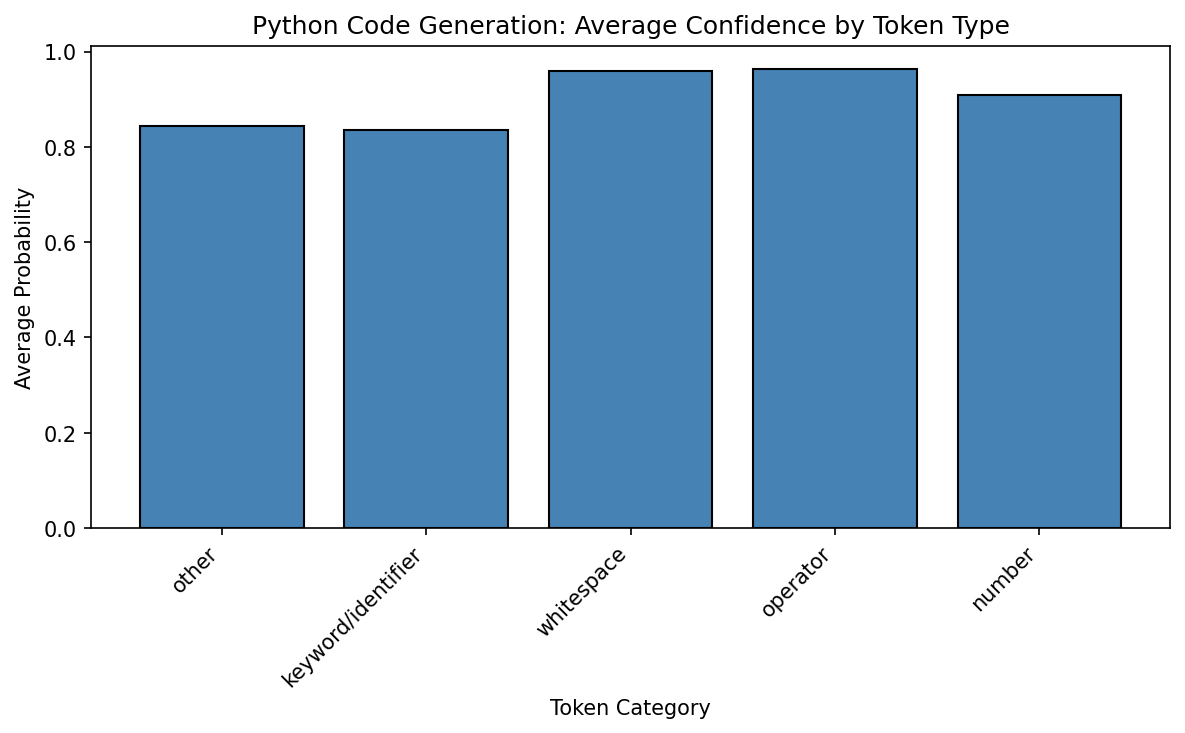 Python Code Generation: Average Confidence by Token Type
1.0
0.8
0.6
0.4
0.2
0.0
Average Probability
other
keyword/identifier
whitespace
operator
number
Token Category